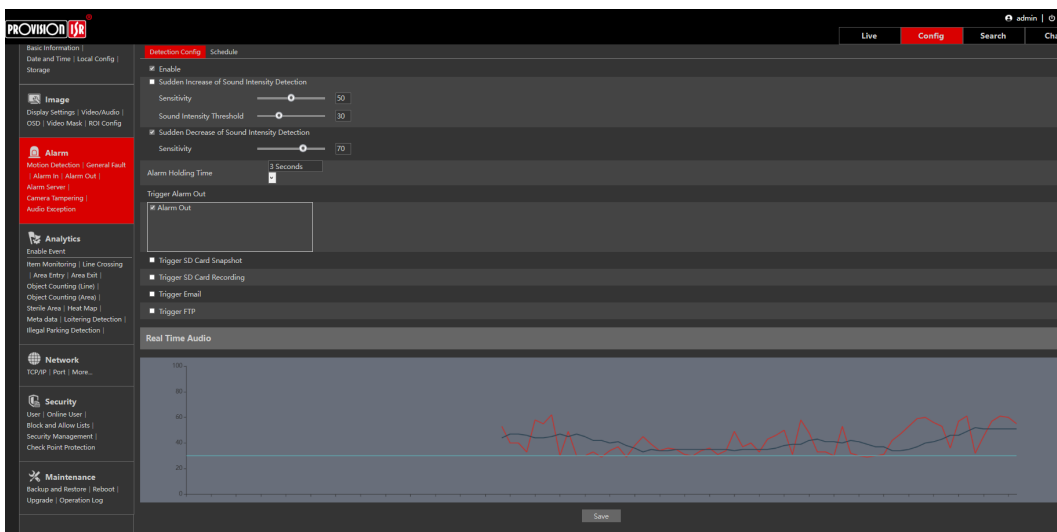 PROVISION ISR
admin |
Live
Config
Search
Basic Information |
Date and Time | Local Config |
Storage
Image
Display Settings | Video/Audio |
OSD | Video Mask | ROI Config
Alarm
Motion Detection | General Fault
| Alarm In | Alarm Out |
Alarm Server |
Camera Tampering |
Audio Exception
Analytics
Enable Event
Item Monitoring | Line Crossing
| Area Entry | Area Exit |
Object Counting (Line) |
Object Counting (Area) |
Sterile Area | Heat Map |
Meta data | Loitering Detection |
Illegal Parking Detection |
Network
TCP/IP | Port | More...
Security
User | Online User |
Block and Allow Lists |
Security Management |
Check Point Protection
Maintenance
Backup and Restore | Reboot |
Upgrade | Operation Log
Detection Config Schedule
Enable
Sudden Increase of Sound Intensity Detection
Sensitivity 50
Sound Intensity Threshold 30
Sudden Decrease of Sound Intensity Detection
Sensitivity 70
Alarm Holding Time 3 Seconds
Trigger Alarm Out
Alarm Out
Trigger SD Card Snapshot
Trigger SD Card Recording
Trigger Email
Trigger FTP
Real Time Audio
100
80
60
40
20
0
Save